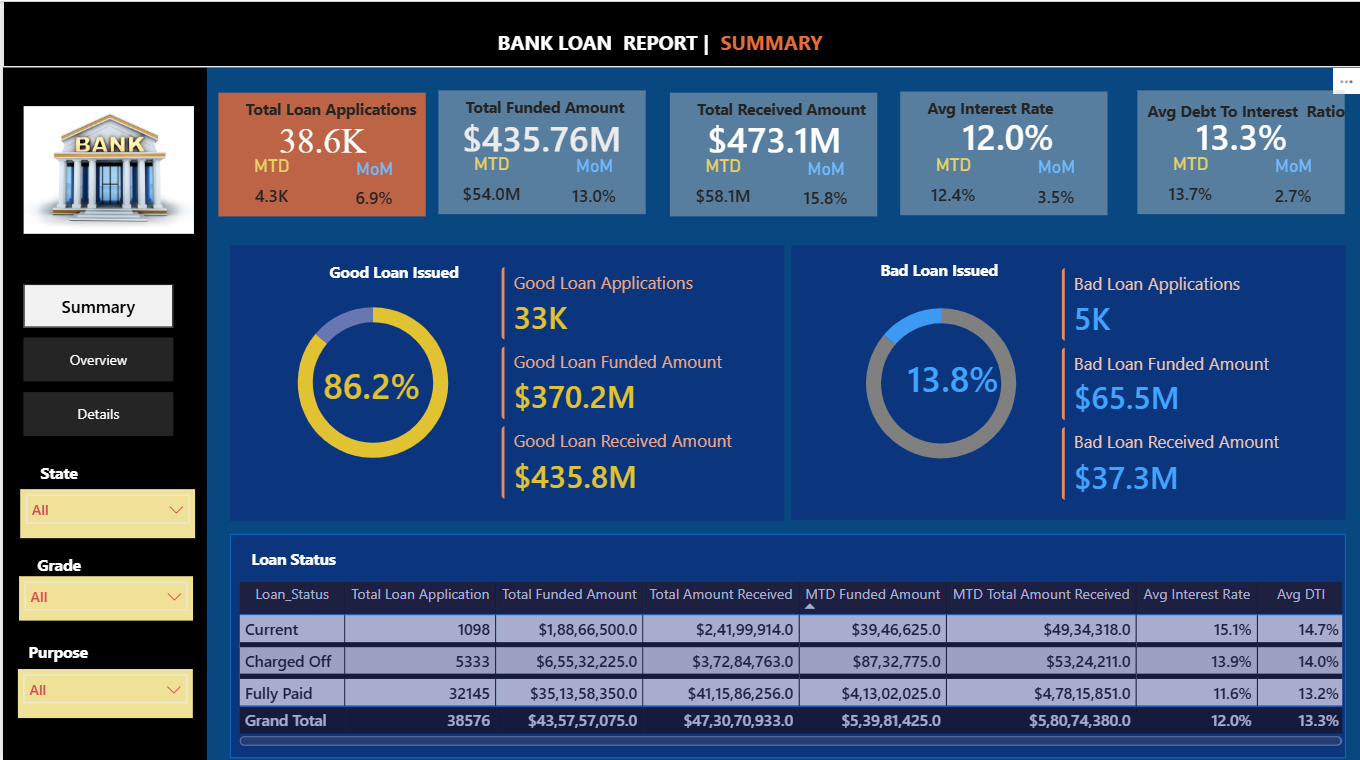 BANK LOAN REPORT | SUMMARY
...
BANK
Summary
Overview
Details
State
All
Grade
All
Purpose
All
Total Loan Applications
38.6K
MTD MoM
4.3K 6.9%
Total Funded Amount
$435.76M
MTD MoM
$54.0M 13.0%
Total Received Amount
$473.1M
MTD MoM
$58.1M 15.8%
Avg Interest Rate
12.0%
MTD MoM
12.4% 3.5%
Avg Debt To Interest Ratio
13.3%
MTD MoM
13.7% 2.7%
Good Loan Issued
86.2%
Good Loan Applications
33K
Good Loan Funded Amount
$370.2M
Good Loan Received Amount
$435.8M
Bad Loan Issued
13.8%
Bad Loan Applications
5K
Bad Loan Funded Amount
$65.5M
Bad Loan Received Amount
$37.3M
Loan Status
Loan_Status Total Loan Application Total Funded Amount Total Amount Received MTD Funded Amount MTD Total Amount Received Avg Interest Rate Avg DTI
Current 1098 $1,88,66,500.0 $2,41,99,914.0 $39,46,625.0 $49,34,318.0 15.1% 14.7%
Charged Off 5333 $6,55,32,225.0 $3,72,84,763.0 $87,32,775.0 $53,24,211.0 13.9% 14.0%
Fully Paid 32145 $35,13,58,350.0 $41,15,86,256.0 $4,13,02,025.0 $4,78,15,851.0 11.6% 13.2%
Grand Total 38576 $43,57,57,075.0 $47,30,70,933.0 $5,39,81,425.0 $5,80,74,380.0 12.0% 13.3%